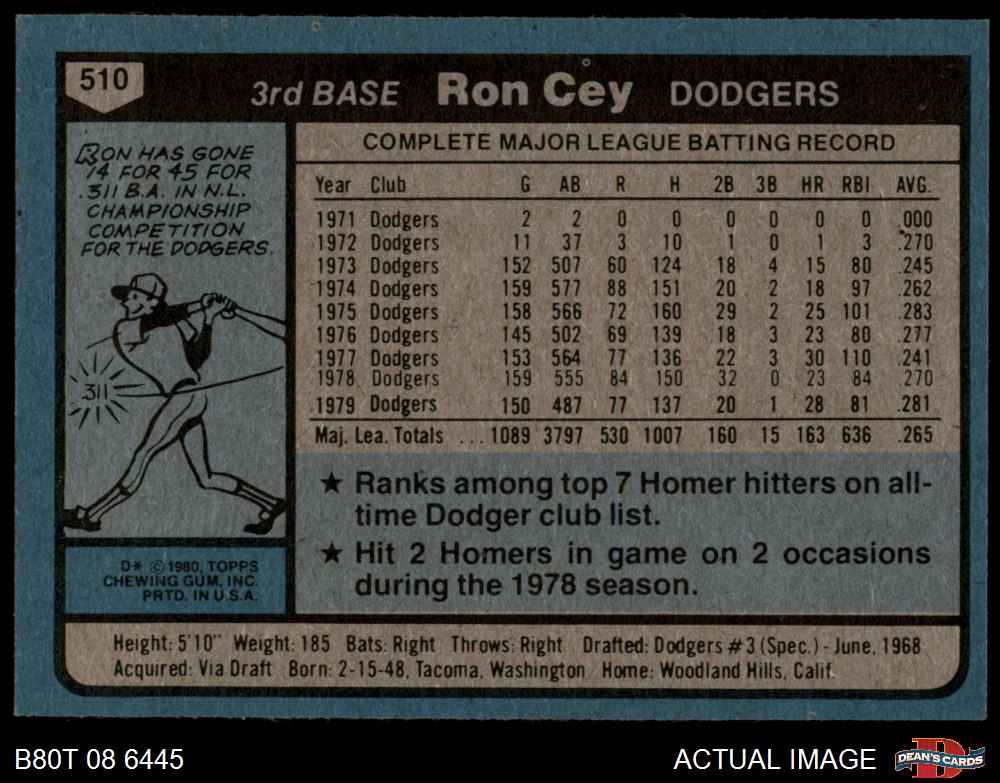 510
3rd BASE Ron Cey DODGERS
RON HAS GONE
14 FOR 45 FOR
.311 B.A. IN N.L.
CHAMPIONSHIP
COMPETITION
FOR THE DODGERS.
311
D* © 1980, TOPPS
CHEWING GUM, INC.
PRTD. IN U.S.A.
COMPLETE MAJOR LEAGUE BATTING RECORD
Year Club G AB R H 2B 3B HR RBI AVG.
1971 Dodgers 2 2 0 0 0 0 0 0 .000
1972 Dodgers 11 37 3 10 1 0 1 3 .270
1973 Dodgers 152 507 60 124 18 4 15 80 .245
1974 Dodgers 159 577 88 151 20 2 18 97 .262
1975 Dodgers 158 566 72 160 29 2 25 101 .283
1976 Dodgers 145 502 69 139 18 3 23 80 .277
1977 Dodgers 153 564 77 136 22 3 30 110 .241
1978 Dodgers 159 555 84 150 32 0 23 84 .270
1979 Dodgers 150 487 77 137 20 1 28 81 .281
Maj. Lea. Totals ... 1089 3797 530 1007 160 15 163 636 .265
★ Ranks among top 7 Homer hitters on all-
time Dodger club list.
★ Hit 2 Homers in game on 2 occasions
during the 1978 season.
Height: 5'10" Weight: 185 Bats: Right Throws: Right Drafted: Dodgers #3 (Spec.) - June, 1968
Acquired: Via Draft Born: 2-15-48, Tacoma, Washington Home: Woodland Hills, Calif.
B80T 08 6445
ACTUAL IMAGE
D
DEAN'S CARDS